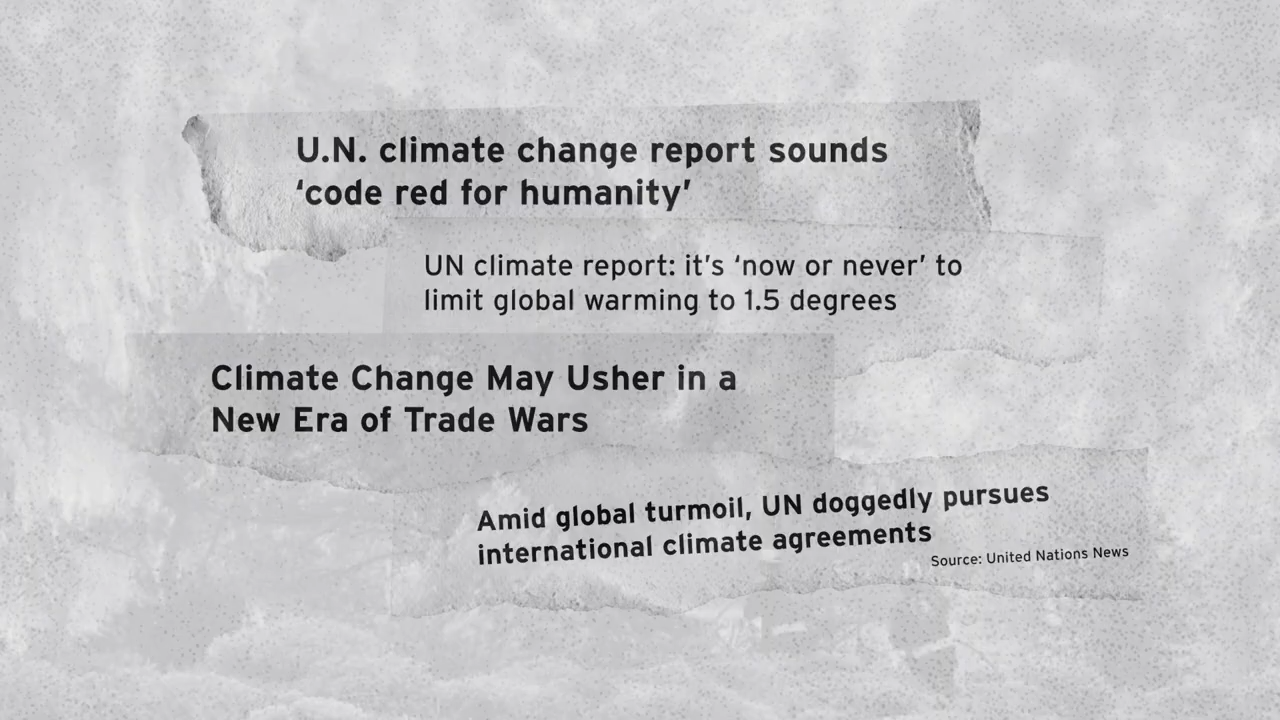 U.N. climate change report sounds
‘code red for humanity’
UN climate report: it’s ‘now or never’ to
limit global warming to 1.5 degrees
Climate Change May Usher in a
New Era of Trade Wars
Amid global turmoil, UN doggedly pursues
international climate agreements
Source: United Nations News